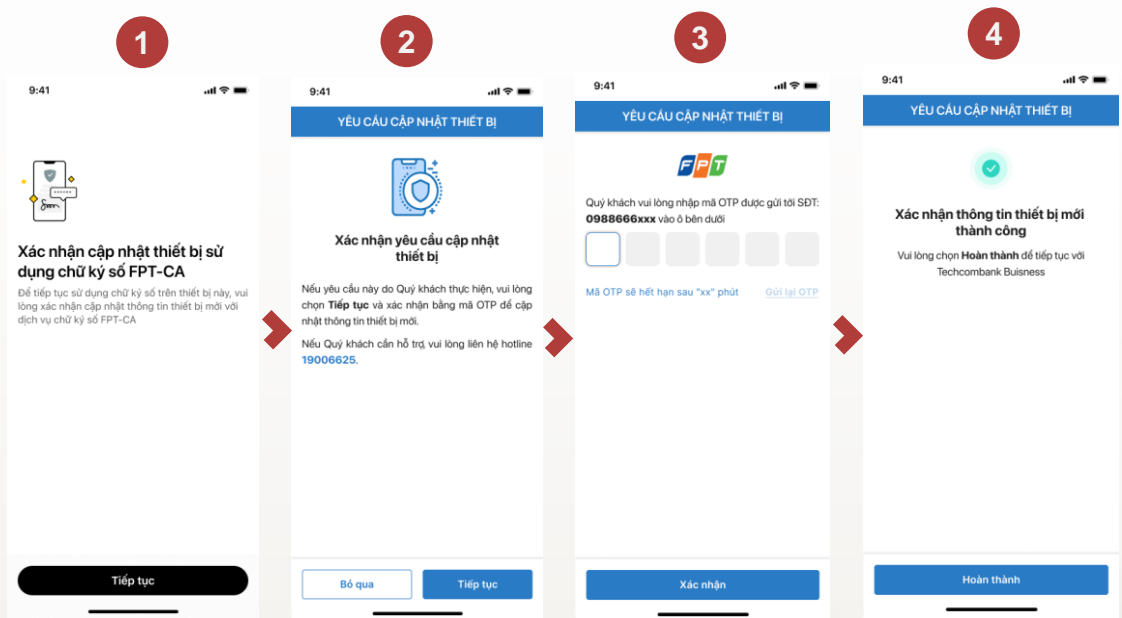 1
2
3
4
9:41
Xác nhận cập nhật thiết bị sử
dụng chữ ký số FPT-CA
Để tiếp tục sử dụng chữ ký số trên thiết bị này, vui
lòng xác nhận cập nhật thông tin thiết bị mới với
dịch vụ chữ ký số FPT-CA
Tiếp tục
9:41
YÊU CẦU CẬP NHẬT THIẾT BỊ
Xác nhận yêu cầu cập nhật
thiết bị
Nếu yêu cầu này do Quý khách thực hiện, vui lòng
chọn Tiếp tục và xác nhận bằng mã OTP để cập
nhật thông tin thiết bị mới.
Nếu Quý khách cần hỗ trợ, vui lòng liên hệ hotline
19006625.
Bỏ qua
Tiếp tục
9:41
YÊU CẦU CẬP NHẬT THIẾT BỊ
FPT
Quý khách vui lòng nhập mã OTP được gửi tới SĐT:
0988666xxx vào ô bên dưới
Mã OTP sẽ hết hạn sau "xx" phút
Gửi lại OTP
Xác nhận
9:41
YÊU CẦU CẬP NHẬT THIẾT BỊ
Xác nhận thông tin thiết bị mới
thành công
Vui lòng chọn Hoàn thành để tiếp tục với
Techcombank Buisness
Hoàn thành